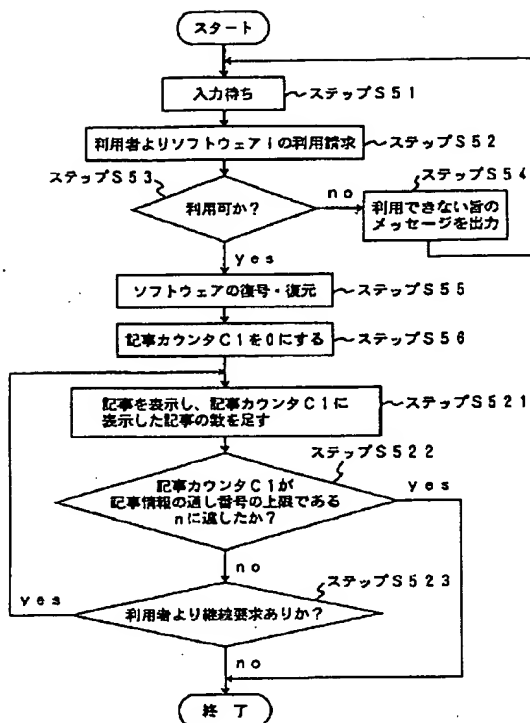 スタート
入力待ち
ステップS51
利用者よりソフトウェアiの利用請求
ステップS52
ステップS53
利用可か?
no
ステップS54
利用できない旨の
メッセージを出力
yes
ソフトウェアの復号・復元
ステップS55
記事カウンタC1を0にする
ステップS56
記事を表示し、記事カウンタC1に
表示した記事の数を足す
ステップS521
ステップS522
記事カウンタC1が
記事情報の通し番号の上限である
nに達したか?
yes
no
ステップS523
利用者より継続要求ありか?
yes
no
終了